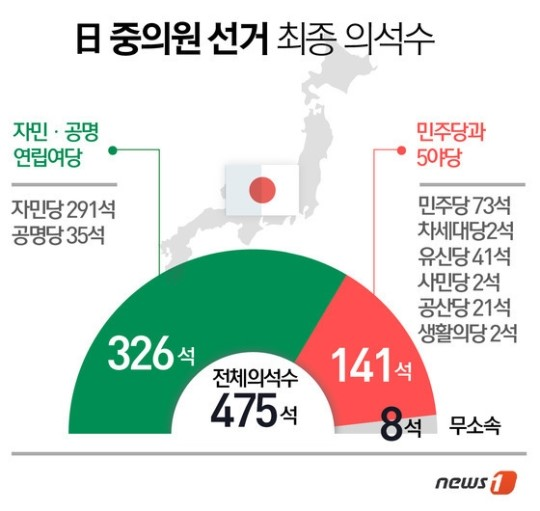 日 중의원 선거 최종 의석수
자민 · 공명
연립여당
자민당 291석
공명당 35석
민주당과
5야당
민주당 73석
차세대당2석
유신당 41석
사민당 2석
공산당 21석
생활의당 2석
326석
141석
전체의석수
475석
8석
무소속
news1